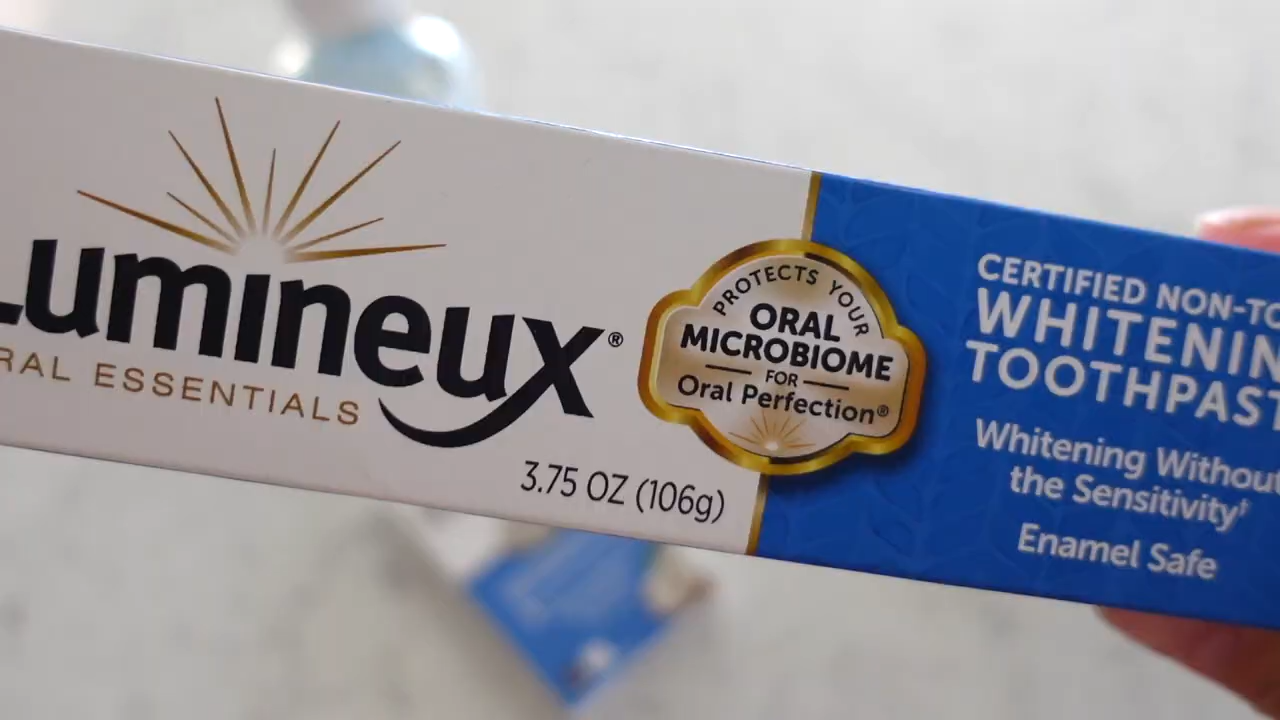 Lumineux®
RAL ESSENTIALS
3.75 OZ (106g)
PROTECTS YOUR
ORAL
MICROBIOME
FOR
Oral Perfection®
CERTIFIED NON-TO
WHITENIN
TOOTHPAST
Whitening Without
the Sensitivity†
Enamel Safe